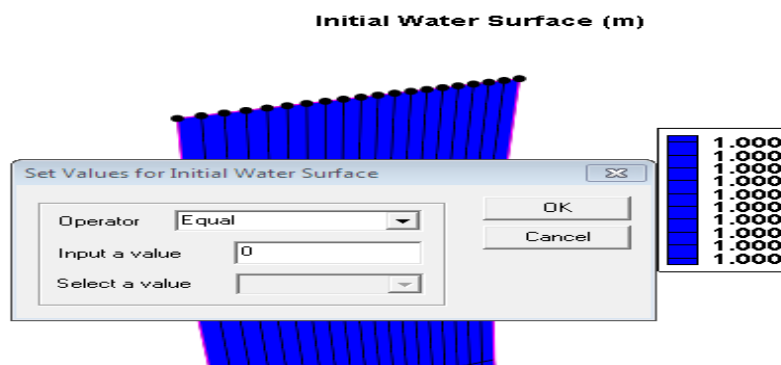 Initial Water Surface (m)
Set Values for Initial Water Surface
Operator Equal
Input a value 0
Select a value
OK
Cancel
1.000
1.000
1.000
1.000
1.000
1.000
1.000
1.000
1.000
1.000